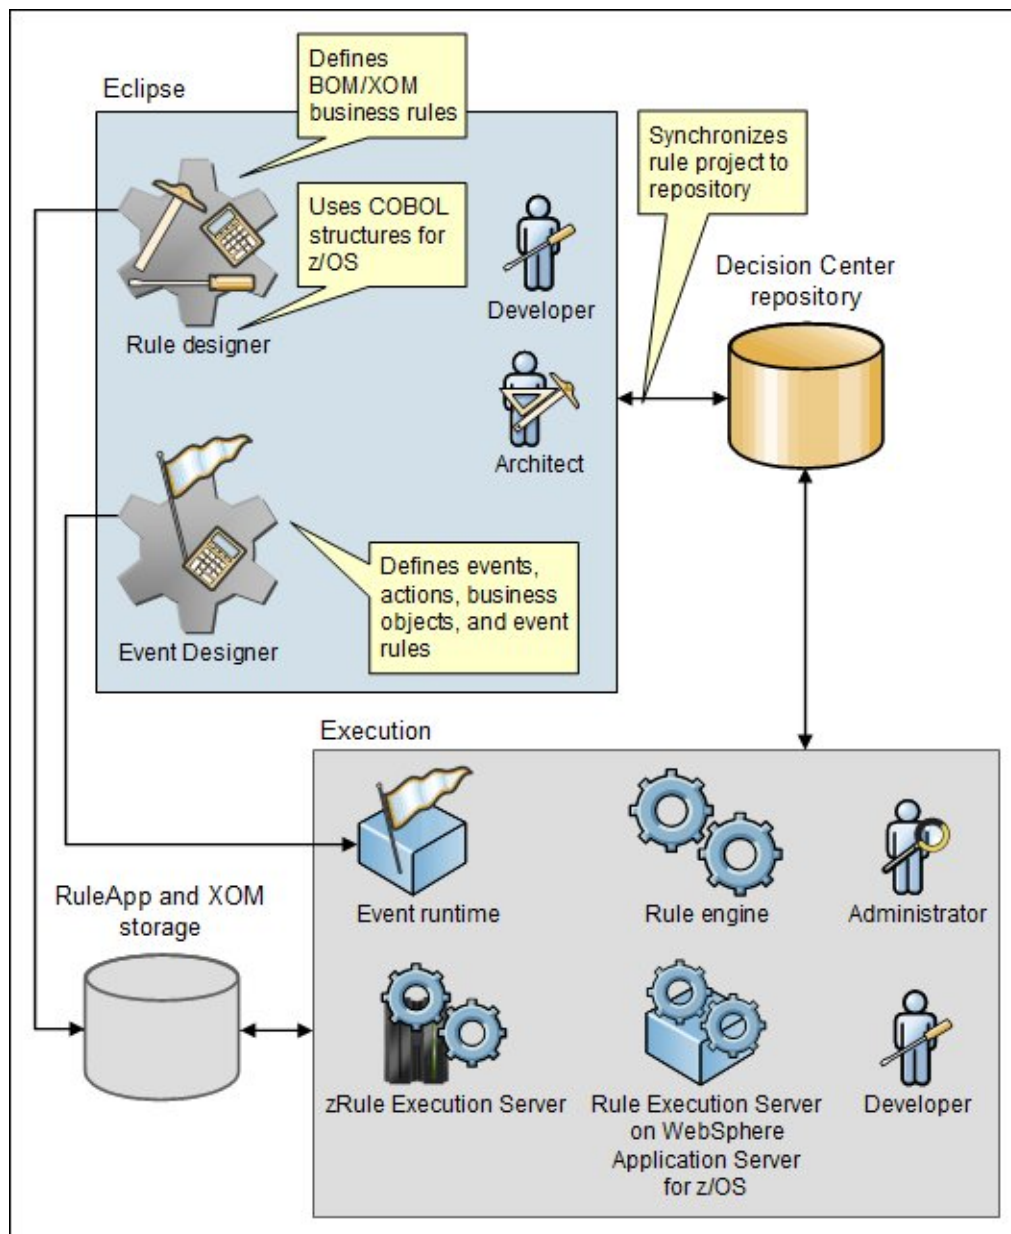 Eclipse
Defines
BOM/XOM
business rules
Uses COBOL
structures for
z/OS
Rule designer
Developer
Architect
Synchronizes
rule project to
repository
Decision Center
repository
Event Designer
Defines events,
actions, business
objects, and event
rules
Execution
Event runtime
Rule engine
Administrator
RuleApp and XOM
storage
zRule Execution Server
Rule Execution Server
on WebSphere
Application Server
for z/OS
Developer